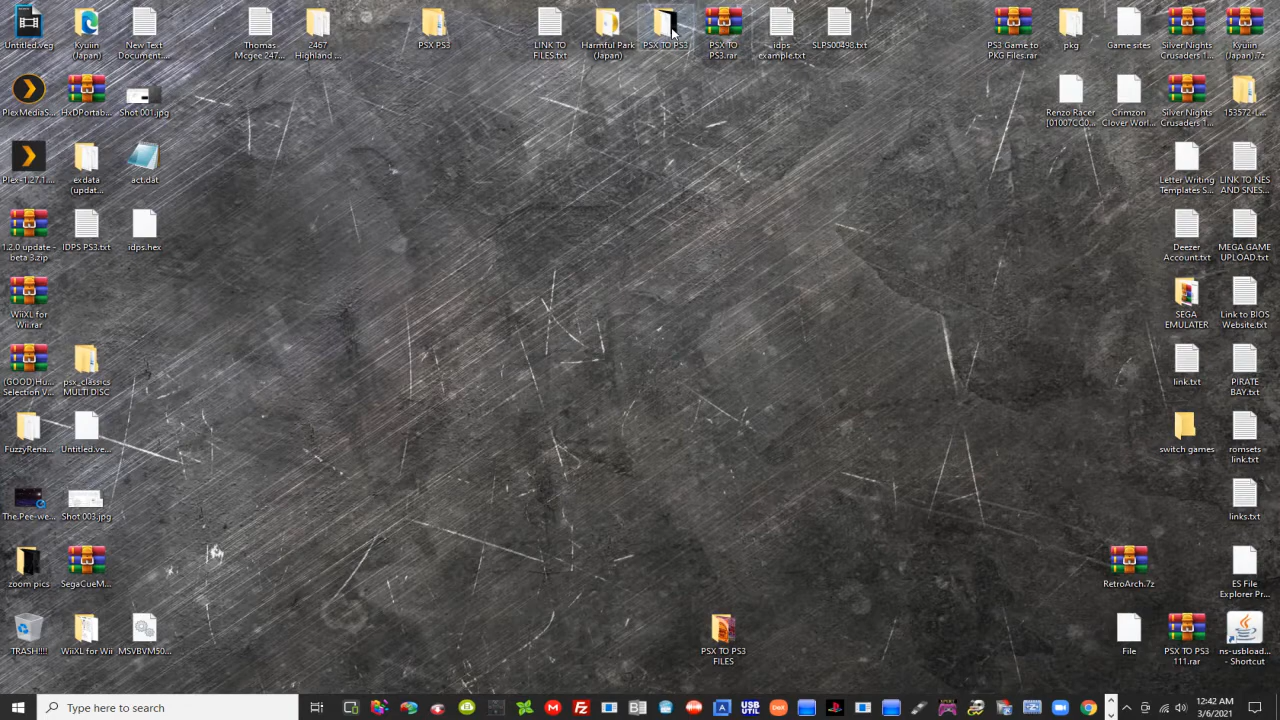 Untitled.veg
Kyuiin
(Japan)
New Text
Document...
Thomas
Mcgee 247...
2467
Highland ...
PSX PS3
LINK TO
FILES.txt
Harmful Park
(Japan)
PSX TO PS3
PSX TO
PS3.rar
idps
example.txt
SLPS00498.txt
PS3 Game to
PKG Files.rar
pkg
Game sites
Silver Nights
Crusaders 1...
Kyuiin
(Japan).7z
PlexMediaS...
HxDPortab...
Shot 001.jpg
Renzo Racer
[01007CC0...
Crimzon
Clover Worl...
Silver Nights
Crusaders 1...
153572-L...
Plex-1.27.1....
exdata
(updat...
act.dat
Letter Writing
Templates S...
LINK TO NES
AND SNES...
1.2.0 update -
beta 3.zip
IDPS PS3.txt
idps.hex
Deezer
Account.txt
MEGA GAME
UPLOAD.txt
WiiXL for
Wii.rar
SEGA
EMULATER
Link to BIOS
Website.txt
(GOOD)Hu...
Selection V...
psx_classics
MULTI DISC
link.txt
PIRATE
BAY.txt
FuzzyRena...
Untitled.ve...
switch games
romsets
link.txt
The.Pee-we...
Shot 003.jpg
links.txt
zoom pics
SegaCueM...
RetroArch.7z
ES File
Explorer Pr...
TRASH!!!!
WiiXL for Wii
MSVBVM50...
PSX TO PS3
FILES
File
PSX TO PS3
111.rar
ns-usbload...
- Shortcut
Type here to search
USB
UTIL
12:42 AM
3/6/2021